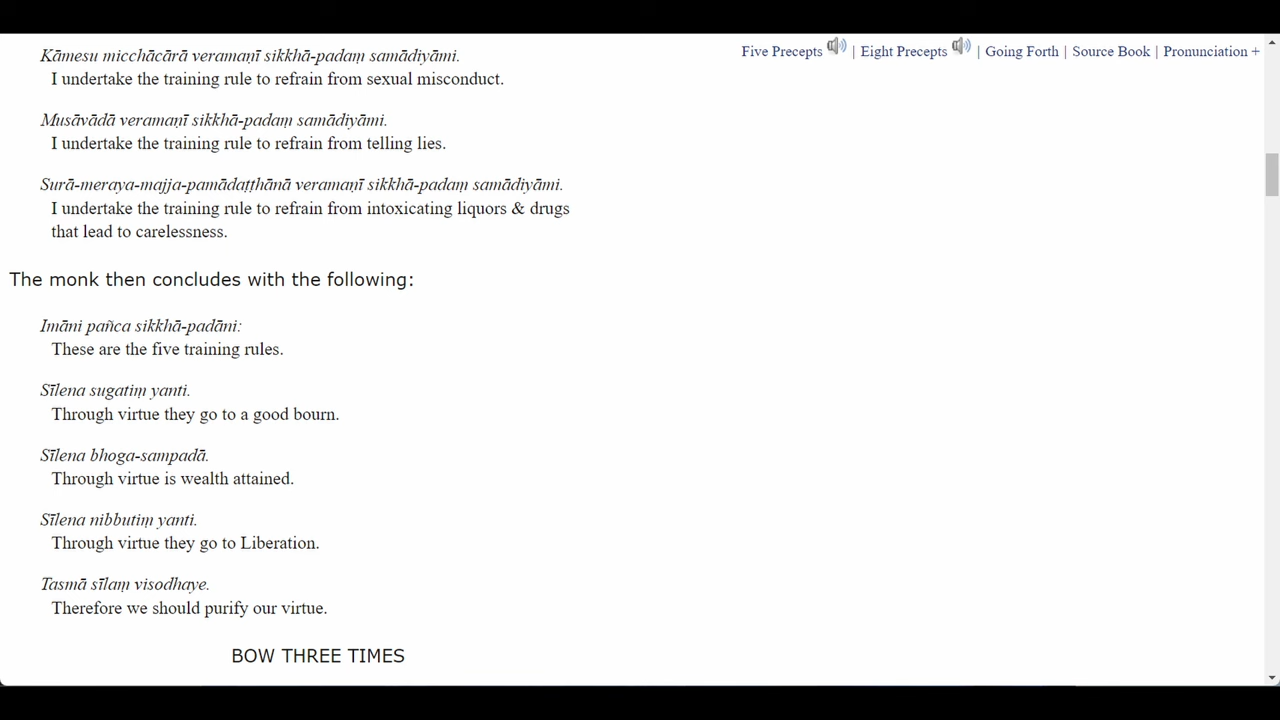 Five Precepts | Eight Precepts | Going Forth | Source Book | Pronunciation +
Kāmesu micchācārā veramaṇī sikkhā-padaṃ samādiyāmi.
I undertake the training rule to refrain from sexual misconduct.
Musāvādā veramaṇī sikkhā-padaṃ samādiyāmi.
I undertake the training rule to refrain from telling lies.
Surā-meraya-majja-pamādaṭṭhānā veramaṇī sikkhā-padaṃ samādiyāmi.
I undertake the training rule to refrain from intoxicating liquors & drugs
that lead to carelessness.
The monk then concludes with the following:
Imāni pañca sikkhā-padāni:
These are the five training rules.
Sīlena sugatiṃ yanti.
Through virtue they go to a good bourn.
Sīlena bhoga-sampadā.
Through virtue is wealth attained.
Sīlena nibbutiṃ yanti.
Through virtue they go to Liberation.
Tasmā sīlaṃ visodhaye.
Therefore we should purify our virtue.
BOW THREE TIMES